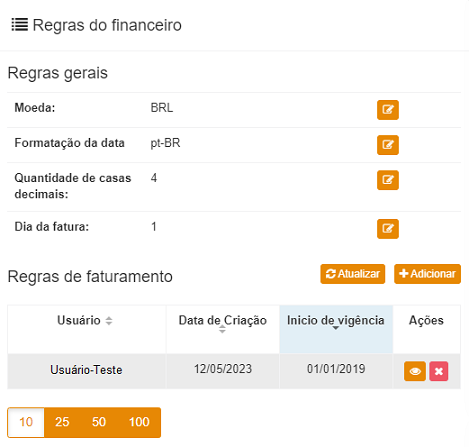 Regras do financeiro
Regras gerais
Moeda: BRL
Formatação da data pt-BR
Quantidade de casas 4
decimais:
Dia da fatura: 1
Regras de faturamento Atualizar Adicionar
Usuário Data de Criação Inicio de vigência Ações
Usuário-Teste 12/05/2023 01/01/2019
10 25 50 100